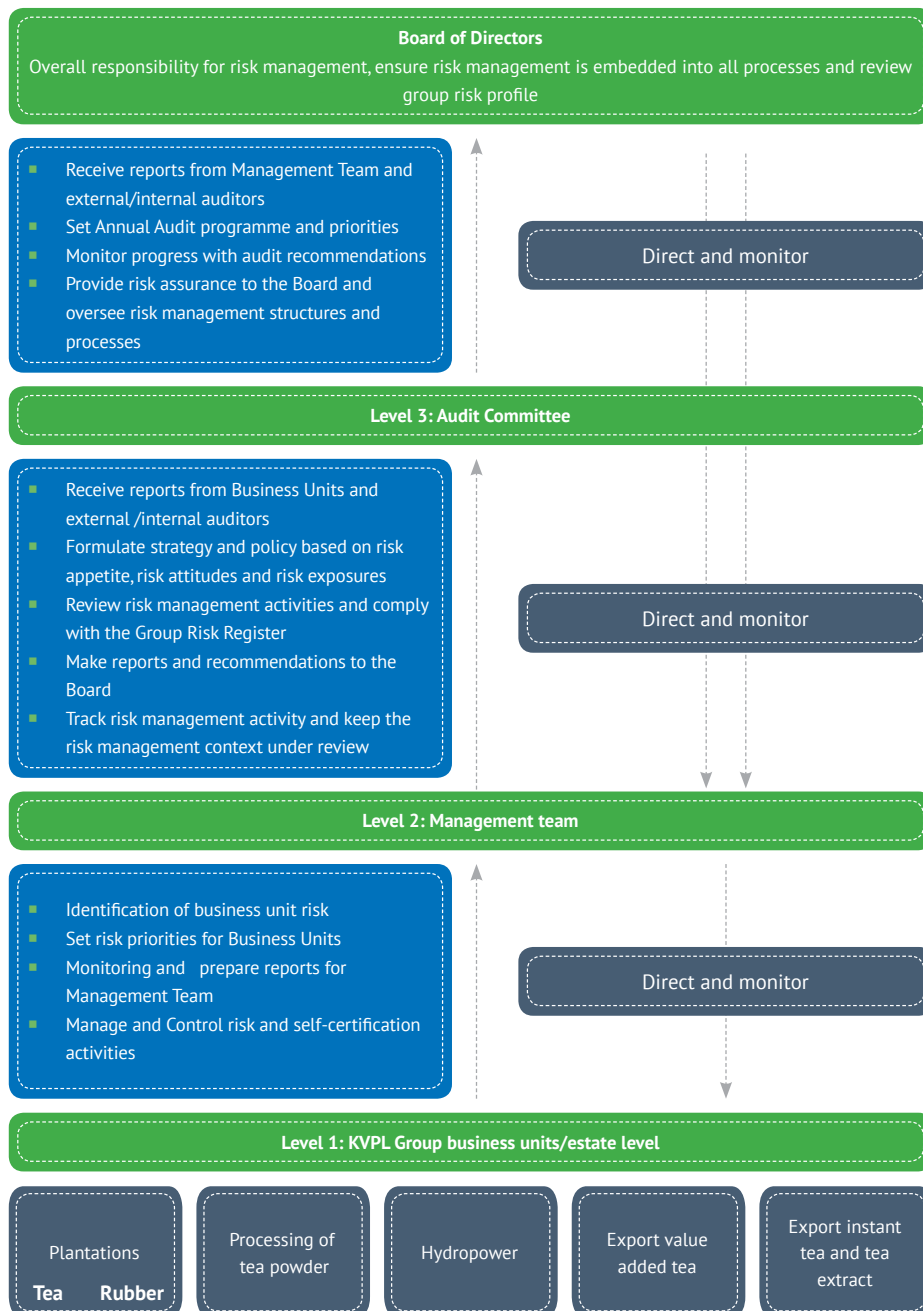 Board of Directors
Overall responsibility for risk management, ensure risk management is embedded into all processes and review
group risk profile
Receive reports from Management Team and
external/internal auditors
Set Annual Audit programme and priorities
Monitor progress with audit recommendations
Provide risk assurance to the Board and
oversee risk management structures and
processes
Direct and monitor
Level 3: Audit Committee
Receive reports from Business Units and
external /internal auditors
Formulate strategy and policy based on risk
appetite, risk attitudes and risk exposures
Review risk management activities and comply
with the Group Risk Register
Make reports and recommendations to the
Board
Track risk management activity and keep the
risk management context under review
Direct and monitor
Level 2: Management team
Identification of business unit risk
Set risk priorities for Business Units
Monitoring and prepare reports for
Management Team
Manage and Control risk and self-certification
activities
Direct and monitor
Level 1: KVPL Group business units/estate level
Plantations
Tea Rubber
Processing of
tea powder
Hydropower
Export value
added tea
Export instant
tea and tea
extract